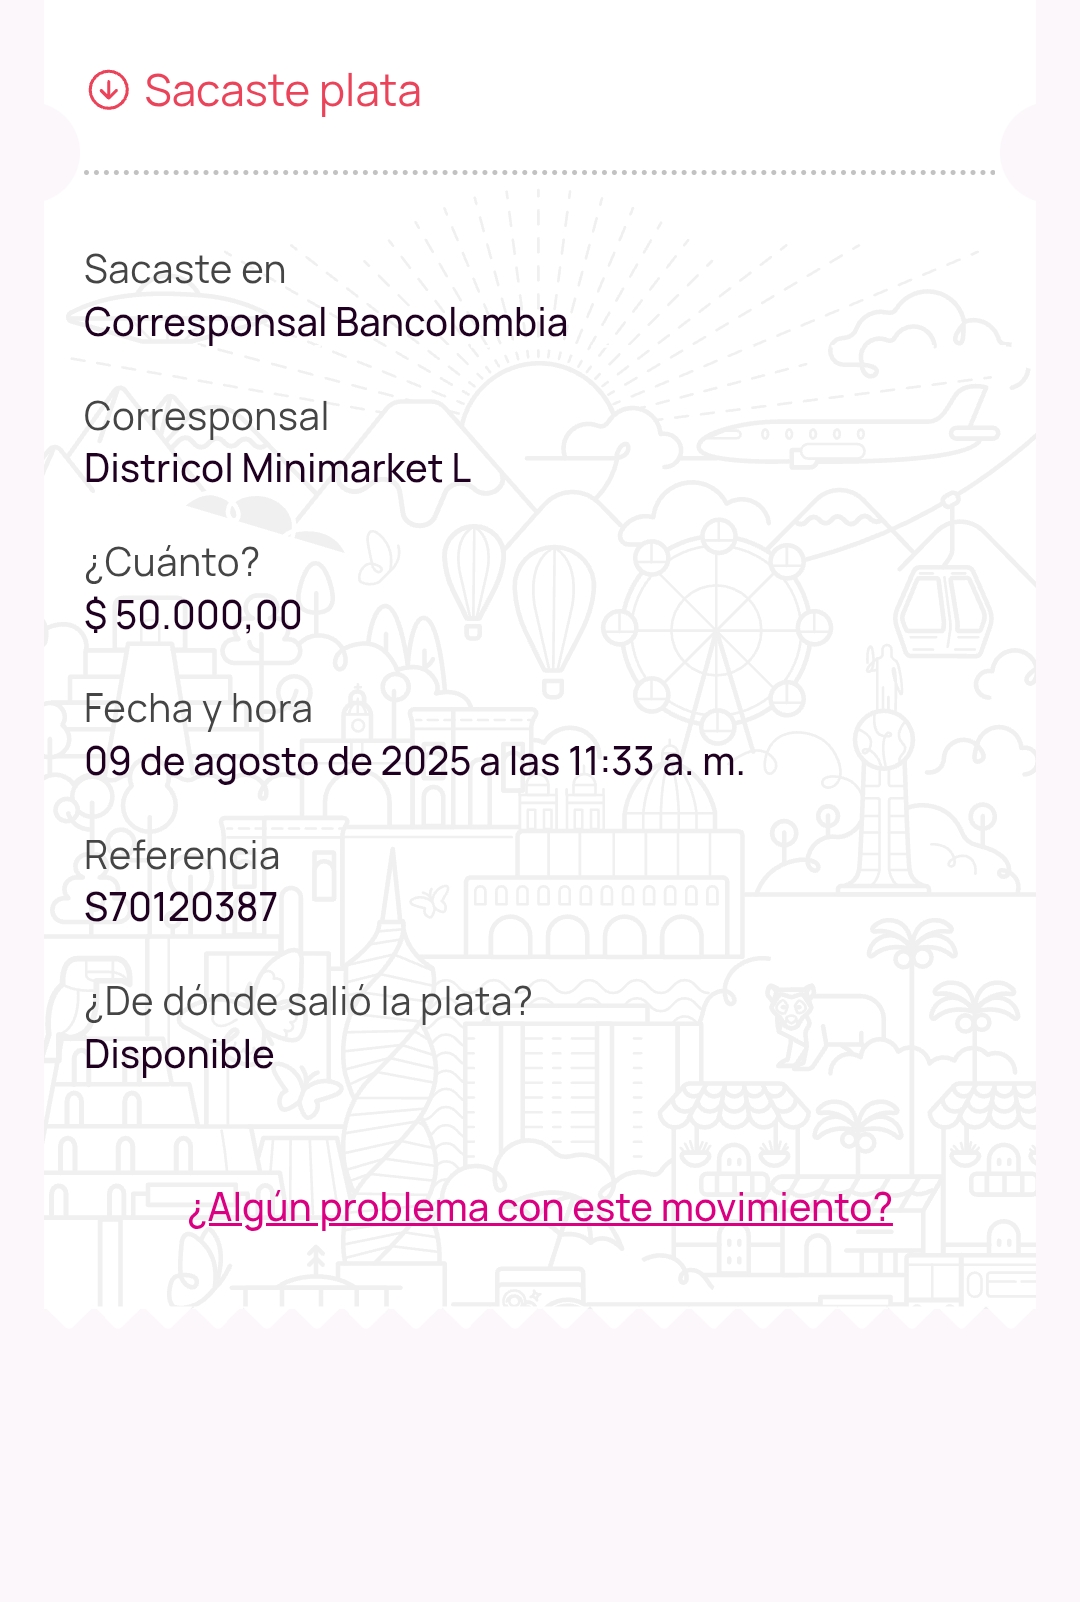 Sacaste plata
Sacaste en
Corresponsal Bancolombia
Corresponsal
Districol Minimarket L
¿Cuánto?
$ 50.000,00
Fecha y hora
09 de agosto de 2025 a las 11:33 a. m.
Referencia
S70120387
¿De dónde salió la plata?
Disponible
¿Algún problema con este movimiento?